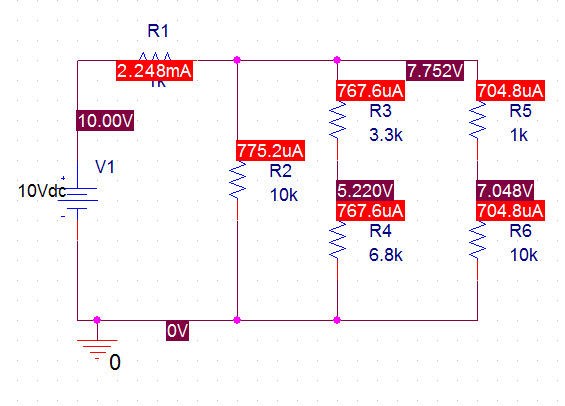 R1
2.248mA
1k
7.752V
767.6uA
704.8uA
R3
R5
10.00V
3.3k
1k
775.2uA
V1
R2
10Vdc
10k
5.220V
7.048V
767.6uA
704.8uA
R4
R6
6.8k
10k
0V
0